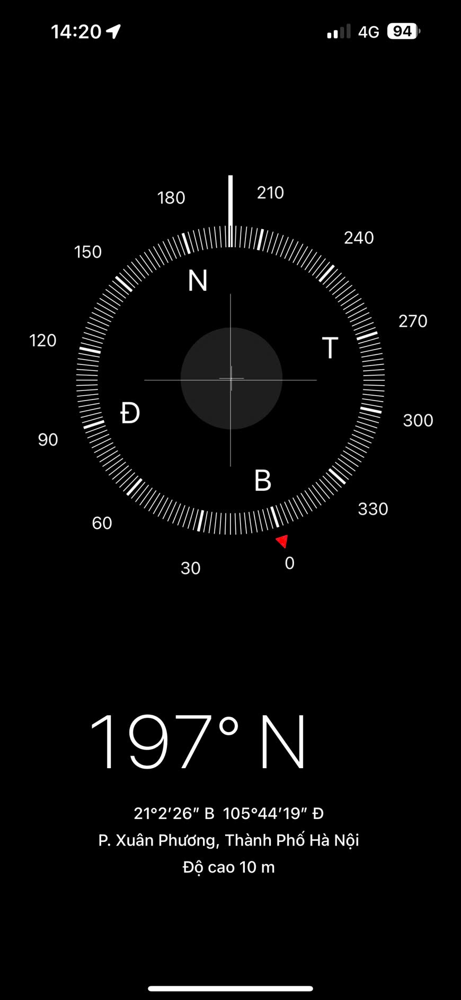 14:20 4G 94
180 210
150 240
N
120 270
T
Đ
90 300
B
60 330
30 0
197° N
21°2′26″ B 105°44′19″ Đ
P. Xuân Phương, Thành Phố Hà Nội
Độ cao 10 m